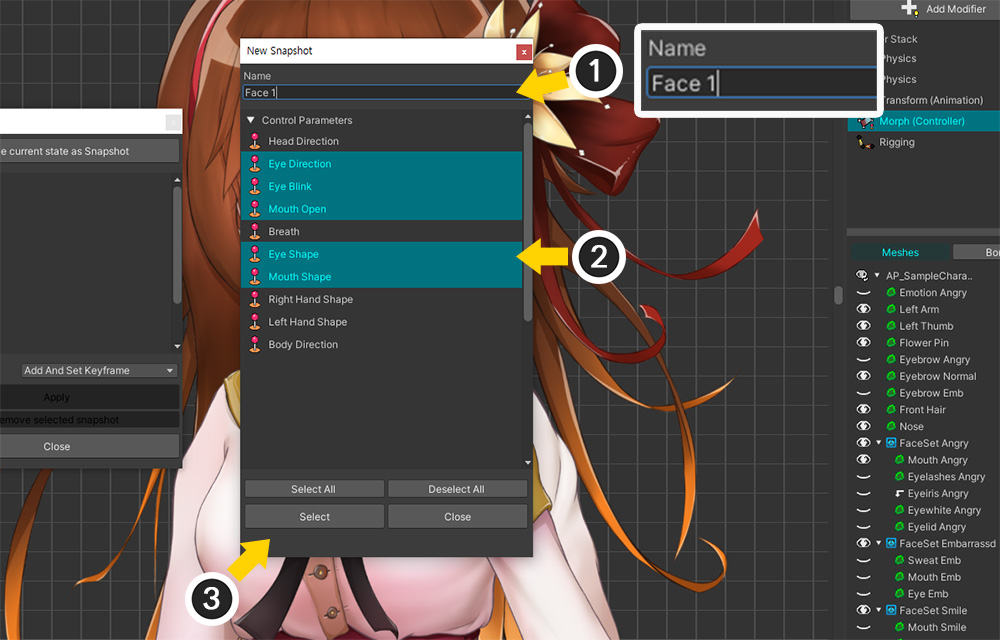 New Snapshot
x
Name
Face 1
Control Parameters
Head Direction
Eye Direction
Eye Blink
Mouth Open
Breath
Eye Shape
Mouth Shape
Right Hand Shape
Left Hand Shape
Body Direction
Select All
Deselect All
Select
Close
1
2
3
Name
Face 1
e current state as Snapshot
Add And Set Keyframe
Apply
emove selected snapshot
Close
Add Modifier
r Stack
Physics
Physics
Transform (Animation)
Morph (Controller)
Rigging
Meshes
Bo
AP_SampleChara..
Emotion Angry
Left Arm
Left Thumb
Flower Pin
Eyebrow Angry
Eyebrow Normal
Eyebrow Emb
Front Hair
Nose
FaceSet Angry
Mouth Angry
Eyelashes Angry
Eyeiris Angry
Eyewhite Angry
Eyelid Angry
FaceSet Embarrassd
Sweat Emb
Mouth Emb
Eye Emb
FaceSet Smile
Mouth Smile